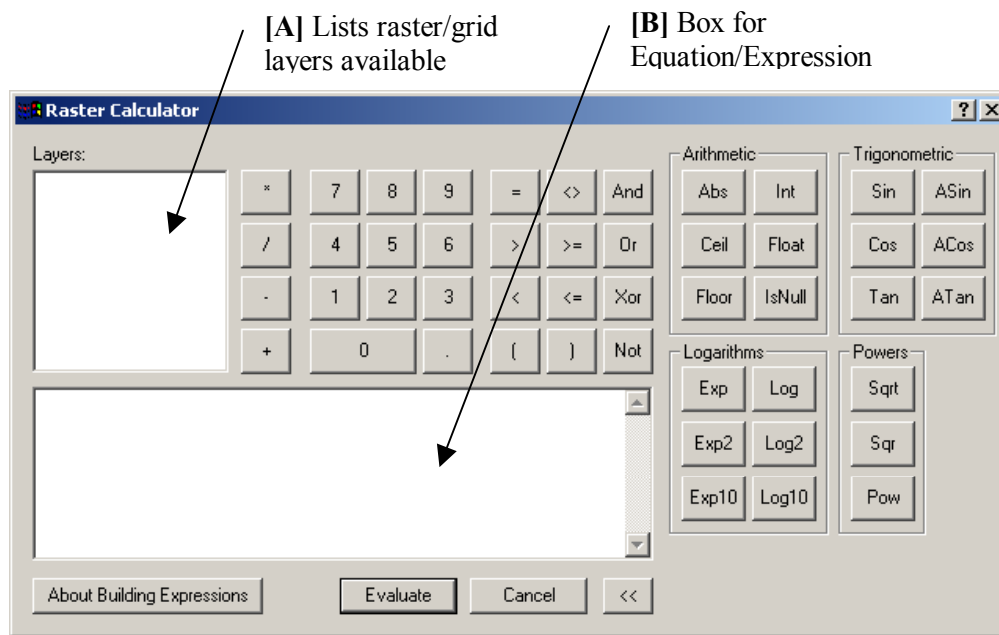 [A] Lists raster/grid
layers available
[B] Box for
Equation/Expression
Raster Calculator
? ×
Layers:
* 7 8 9 = <> And
/ 4 5 6 > >= Or
- 1 2 3 < <= Xor
+ 0 . ( ) Not
Arithmetic
Abs Int
Ceil Float
Floor IsNull
Trigonometric
Sin ASin
Cos ACos
Tan ATan
Logarithms
Exp Log
Exp2 Log2
Exp10 Log10
Powers
Sqrt
Sqr
Pow
About Building Expressions Evaluate Cancel <<